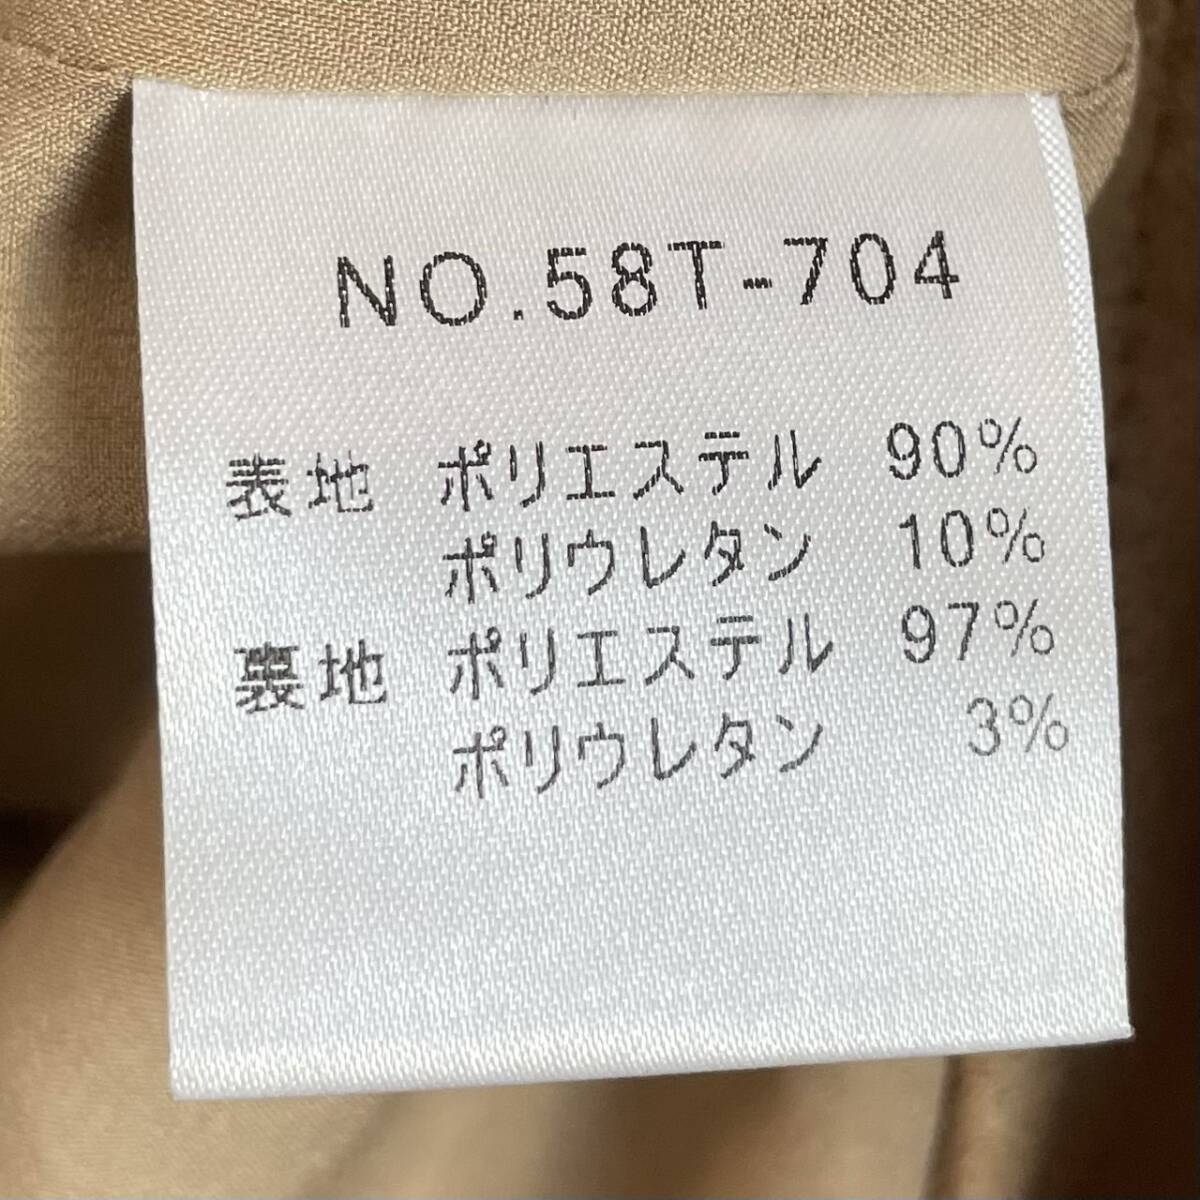 NO.58T-704
表地 ポリエステル 90%
ポリウレタン 10%
裏地 ポリエステル 97%
ポリウレタン 3%